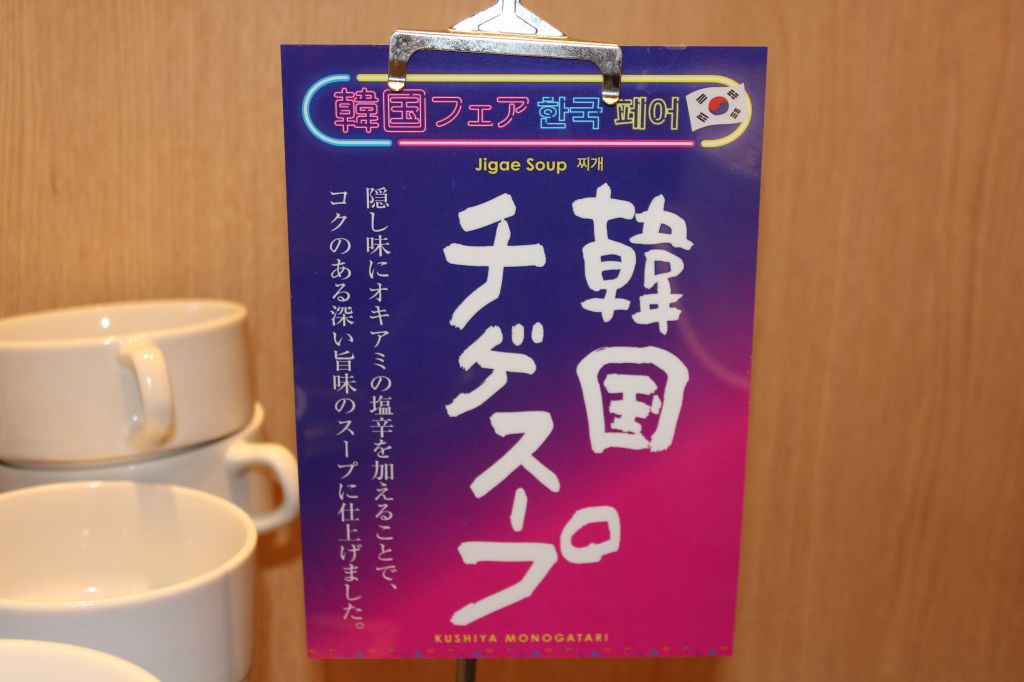 韓国フェア 한국 페어
Jigae Soup 찌개
韓国
チゲスープ
隠し味にオキアミの塩辛を加えることで、
コクのある深い旨味のスープに仕上げました。
KUSHIYA MONOGATARI